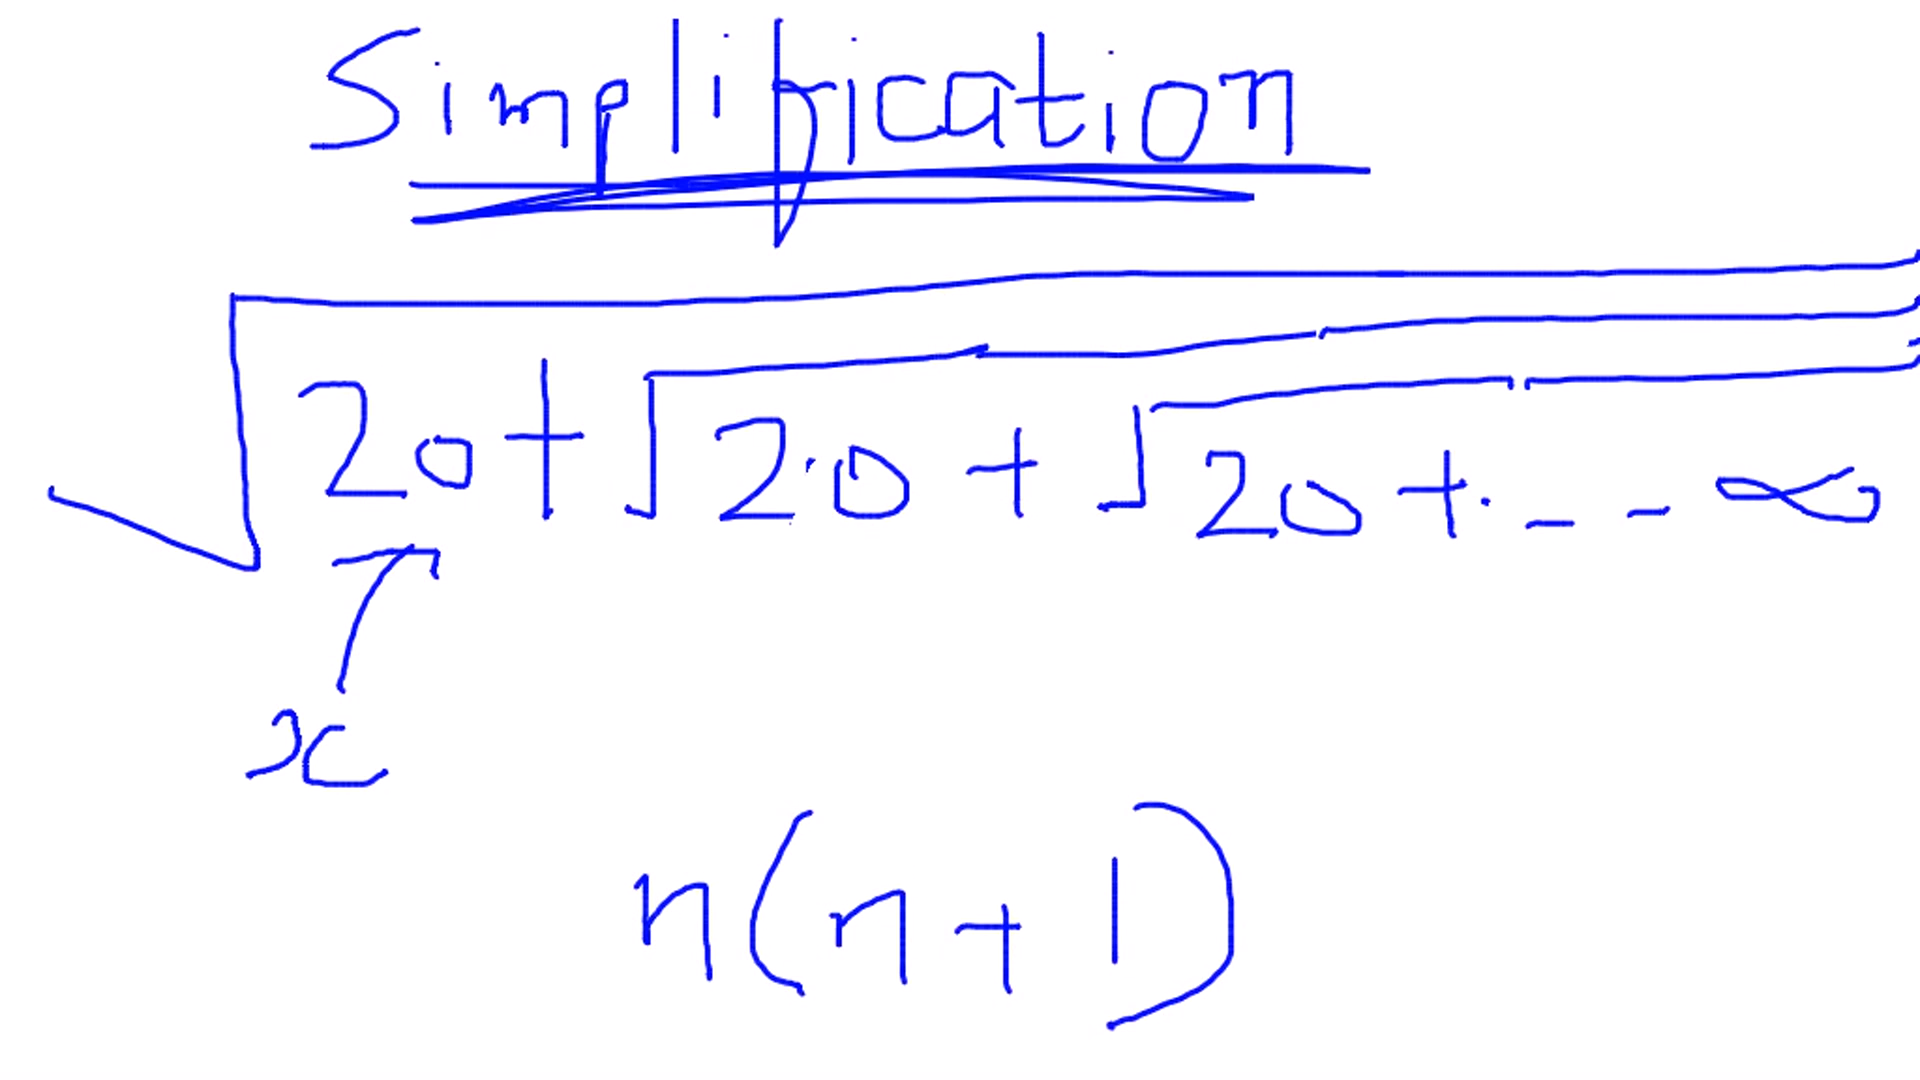 Simplification
√20+√20+√20+.--∞
x
n(n+1)